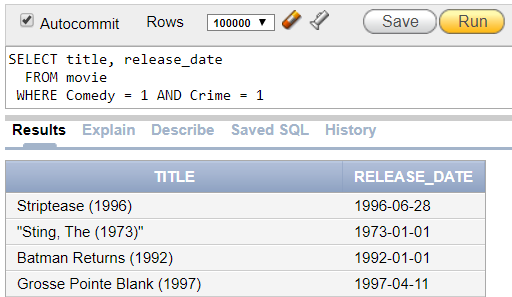 Autocommit Rows 100000 Save Run
SELECT title, release_date
FROM movie
WHERE Comedy = 1 AND Crime = 1
Results Explain Describe Saved SQL History
TITLE RELEASE_DATE
Striptease (1996) 1996-06-28
"Sting, The (1973)" 1973-01-01
Batman Returns (1992) 1992-01-01
Grosse Pointe Blank (1997) 1997-04-11